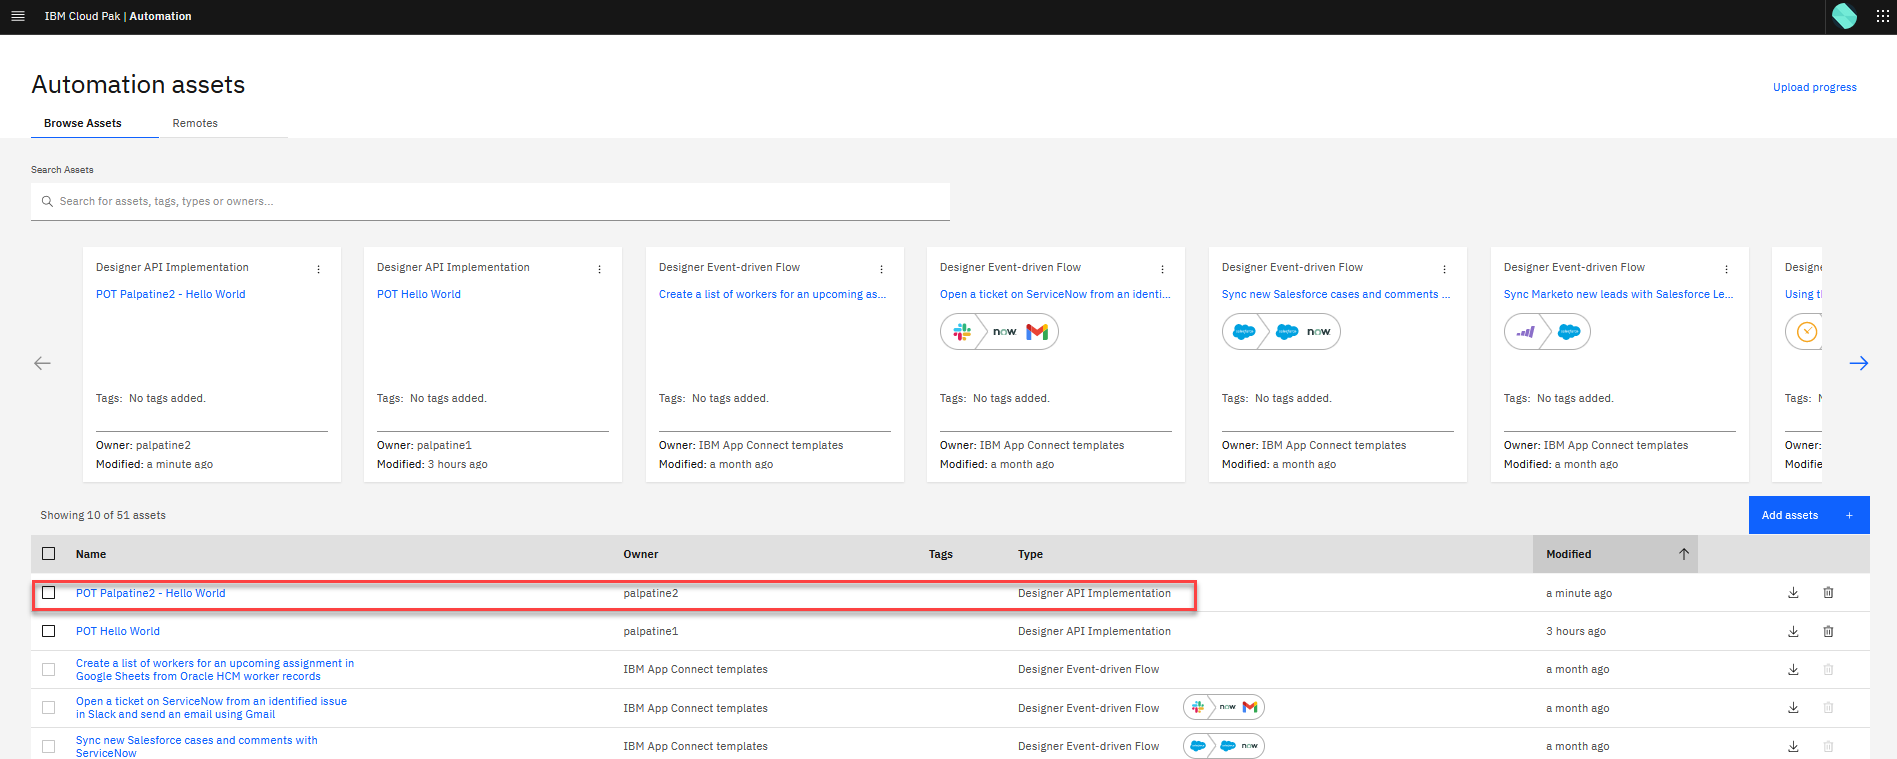 IBM Cloud Pak | Automation
Automation assets
Upload progress
Browse Assets
Remotes
Search Assets
Search for assets, tags, types or owners...
Designer API Implementation
POT Palpatine2 - Hello World
Tags: No tags added.
Owner: palpatine2
Modified: a minute ago
Designer API Implementation
POT Hello World
Tags: No tags added.
Owner: palpatine1
Modified: 3 hours ago
Designer Event-driven Flow
Create a list of workers for an upcoming as...
Tags: No tags added.
Owner: IBM App Connect templates
Modified: a month ago
Designer Event-driven Flow
Open a ticket on ServiceNow from an identi...
now
Tags: No tags added.
Owner: IBM App Connect templates
Modified: a month ago
Designer Event-driven Flow
Sync new Salesforce cases and comments ...
now
Tags: No tags added.
Owner: IBM App Connect templates
Modified: a month ago
Designer Event-driven Flow
Sync Marketo new leads with Salesforce Le...
Tags: No tags added.
Owner: IBM App Connect templates
Modified: a month ago
Using
Tags:
Owner:
Showing 10 of 51 assets
Add assets +
Name Owner Tags Type Modified
POT Palpatine2 - Hello World palpatine2 Designer API Implementation a minute ago
POT Hello World palpatine1 Designer API Implementation 3 hours ago
Create a list of workers for an upcoming assignment in
Google Sheets from Oracle HCM worker records
IBM App Connect templates Designer Event-driven Flow a month ago
Open a ticket on ServiceNow from an identified issue
in Slack and send an email using Gmail
IBM App Connect templates Designer Event-driven Flow now a month ago
Sync new Salesforce cases and comments with
ServiceNow
IBM App Connect templates Designer Event-driven Flow now a month ago